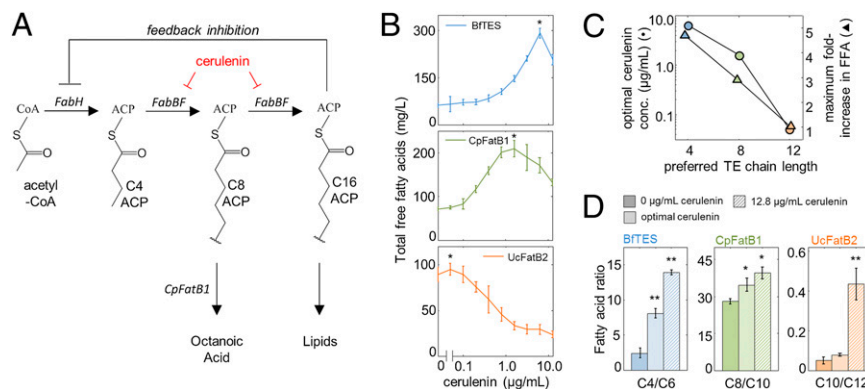 A
feedback inhibition
cerulenin
CoA
FabH
ACP
FabBF
ACP
FabBF
ACP
S
S
S
S
O
O
O
O
acetyl
-CoA
C4
ACP
C8
ACP
C16
ACP
CpFatB1
Octanoic
Acid
Lipids
B
BfTES
*
300
150
0
CpFatB1
*
200
100
0
UcFatB2
*
100
50
0
Total free fatty acids (mg/L)
0
0.1
1.0
10.0
cerulenin (µg/mL)
C
optimal cerulenin
conc. (µg/mL) (•)
10.0
1.0
0.1
5
4
3
2
1
maximum fold-
increase in FFA (▲)
4
8
12
preferred TE chain length
D
0 µg/mL cerulenin
12.8 µg/mL cerulenin
optimal cerulenin
BfTES
CpFatB1
UcFatB2
Fatty acid ratio
15
10
5
0
**
**
C4/C6
45
30
15
0
*
*
C8/C10
0.6
0.4
0.2
0
**
C10/C12